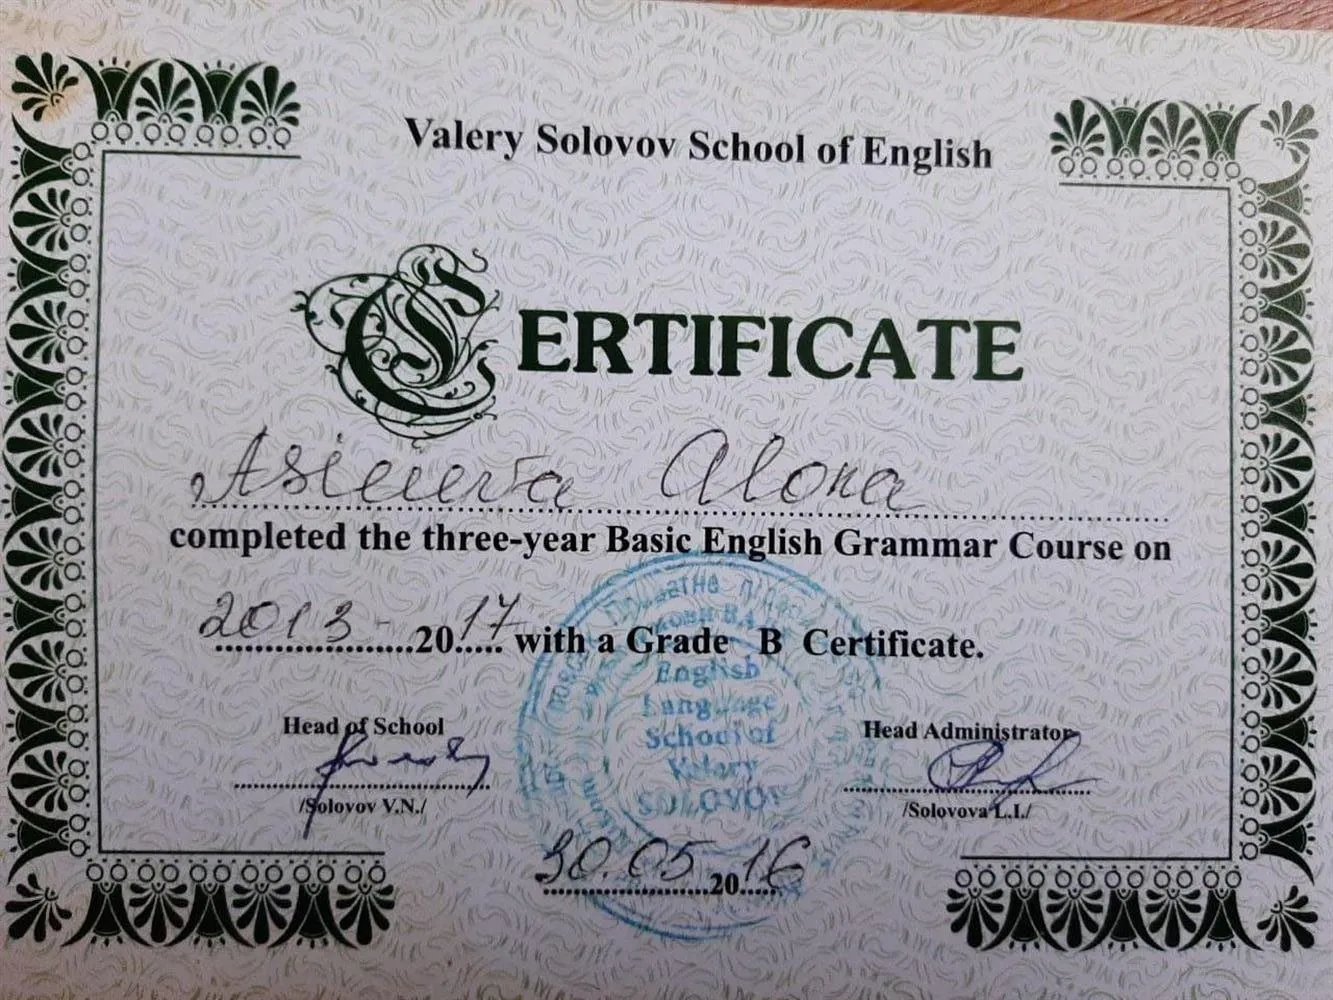 Valery Solovov School of English
CERTIFICATE
Alona
completed the three-year Basic English Grammar Course on
2013 - 2017 with a Grade B Certificate.
Head of School
Head Administrator
/Solovov V.N./
/Solovova L.I./
English
Language
School of
Valery
SOLOVOV
30.05.2016